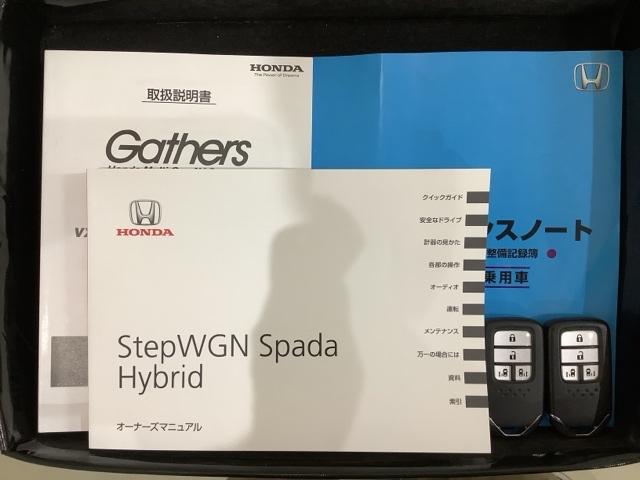 HONDA
The Power of Dreams
取扱説明書
Gathers
HONDA
StepWGN Spada
Hybrid
オーナーズマニュアル
クイックガイド
安全なドライブ
計器の見かた
各部の操作
オーディオ
運転
メンテナンス
万一の場合には
資料
索引
ンスノート
整備記録簿
乗用車